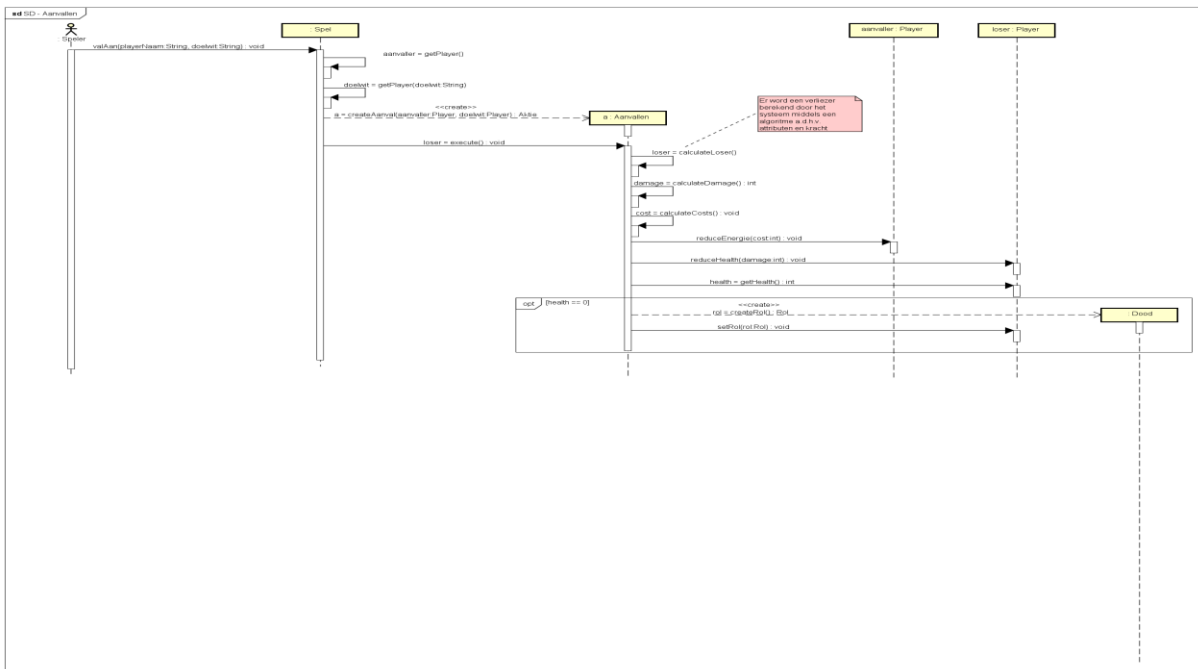 sd SD - Aanvallen
Speler
: Spel
aanvaller : Player
loser : Player
valAan(playerNaam:String, doelwit:String) : void
aanvaller = getPlayer()
doelwit = getPlayer(doelwit:String)
<<create>>
a = createAanval(aanvaller:Player, doelwit:Player) : Aktie
a : Aanvallen
Er word een verliezer
berekend door het
systeem middels een
algoritme a.d.h.v.
attributen en kracht.
loser = execute() : void
loser = calculateLoser()
damage = calculateDamage() : int
cost = calculateCosts() : void
reduceEnergie(cost:int) : void
reduceHealth(damage:int) : void
health = getHealth() : int
opt [health == 0]
<<create>>
rol = createRol() : Rol
: Dood
setRol(rol:Rol) : void